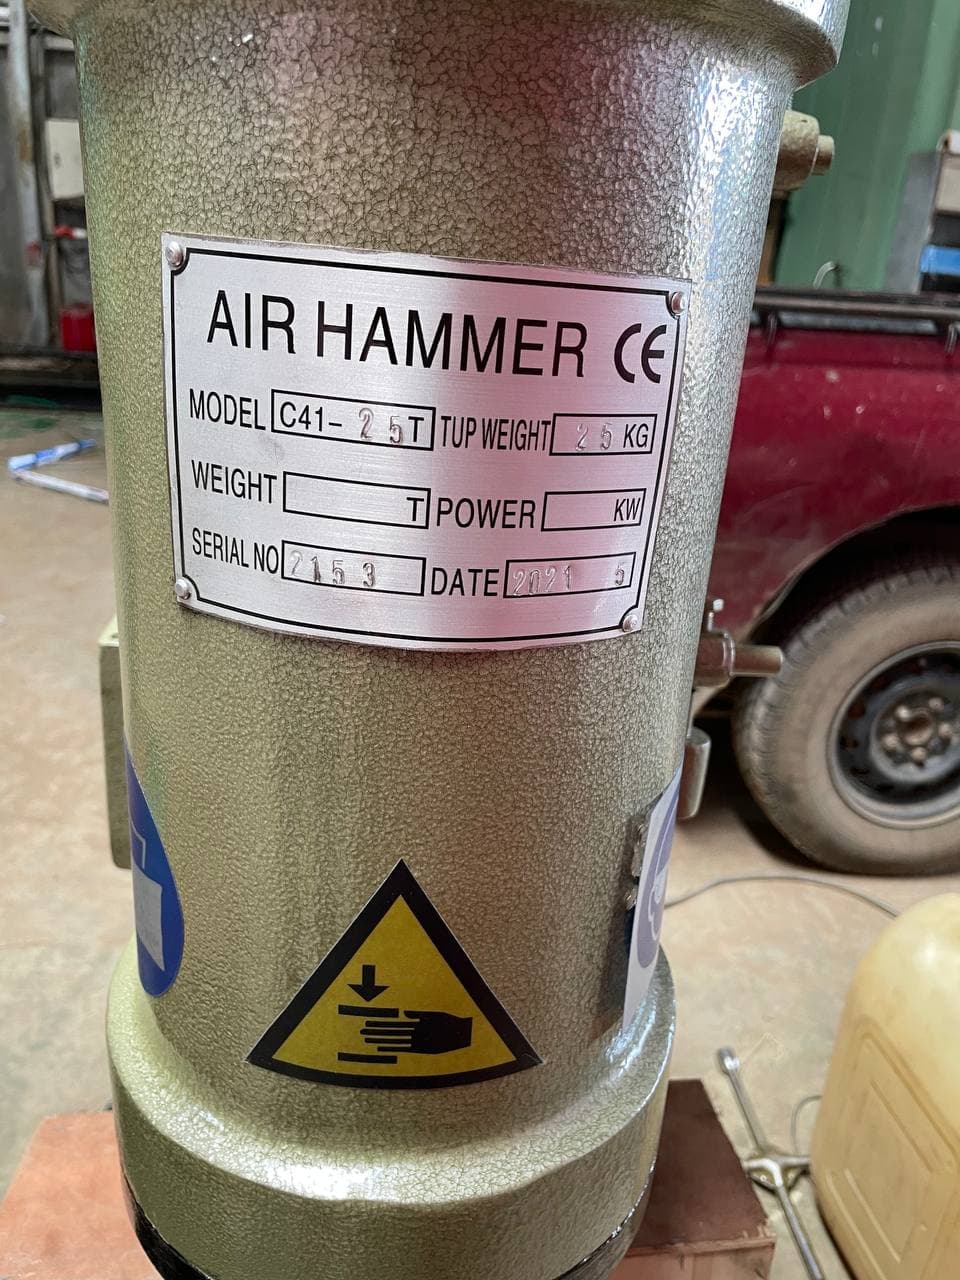 AIR HAMMER CE
MODEL C41- 25T TUP WEIGHT 25 KG
WEIGHT T POWER KW
SERIAL NO 2153 DATE 2021 5